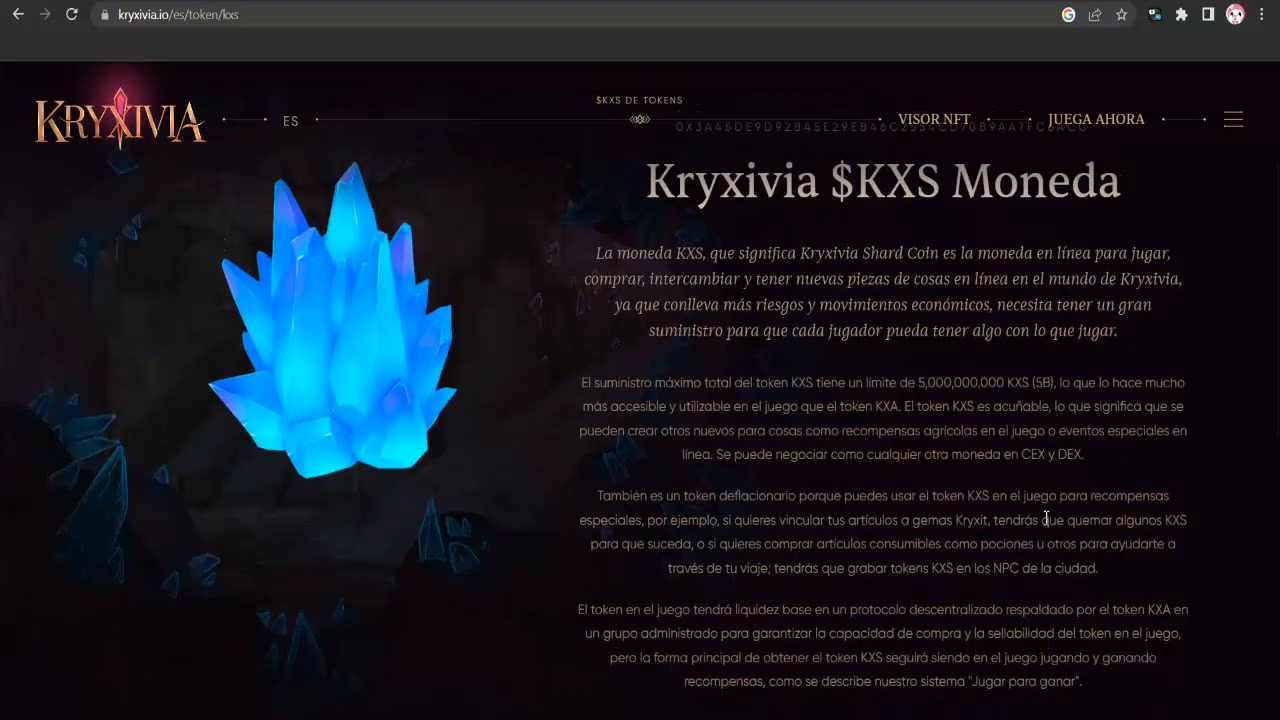 kryxivia.io/es/token/kxs
KRYXIVIA
ES
$KXS DE TOKENS
VISOR NFT
JUEGA AHORA
Kryxivia $KXS Moneda
La moneda KXS, que significa Kryxivia Shard Coin es la moneda en línea para jugar,
comprar, intercambiar y tener nuevas piezas de cosas en línea en el mundo de Kryxivia,
ya que conlleva más riesgos y movimientos económicos, necesita tener un gran
suministro para que cada jugador pueda tener algo con lo que jugar.
El suministro máximo total del token KXS tiene un límite de 5,000,000,000 KXS (5B), lo que lo hace mucho
más accesible y utilizable en el juego que el token KXA. El token KXS es acuñable, lo que significa que se
pueden crear otros nuevos para cosas como recompensas agrícolas en el juego o eventos especiales en
línea. Se puede negociar como cualquier otra moneda en CEX y DEX.
También es un token deflacionario porque puedes usar el token KXS en el juego para recompensas
especiales, por ejemplo, si quieres vincular tus artículos a gemas Kryxit, tendrás que quemar algunos KXS
para que suceda, o si quieres comprar artículos consumibles como pociones u otros para ayudarte a
través de tu viaje; tendrás que grabar tokens KXS en los NPC de la ciudad.
El token en el juego tendrá liquidez base en un protocolo descentralizado respaldado por el token KXA en
un grupo administrado para garantizar la capacidad de compra y la sellabilidad del token en el juego,
pero la forma principal de obtener el token KXS seguirá siendo en el juego jugando y ganando
recompensas, como se describe nuestro sistema "Jugar para ganar".